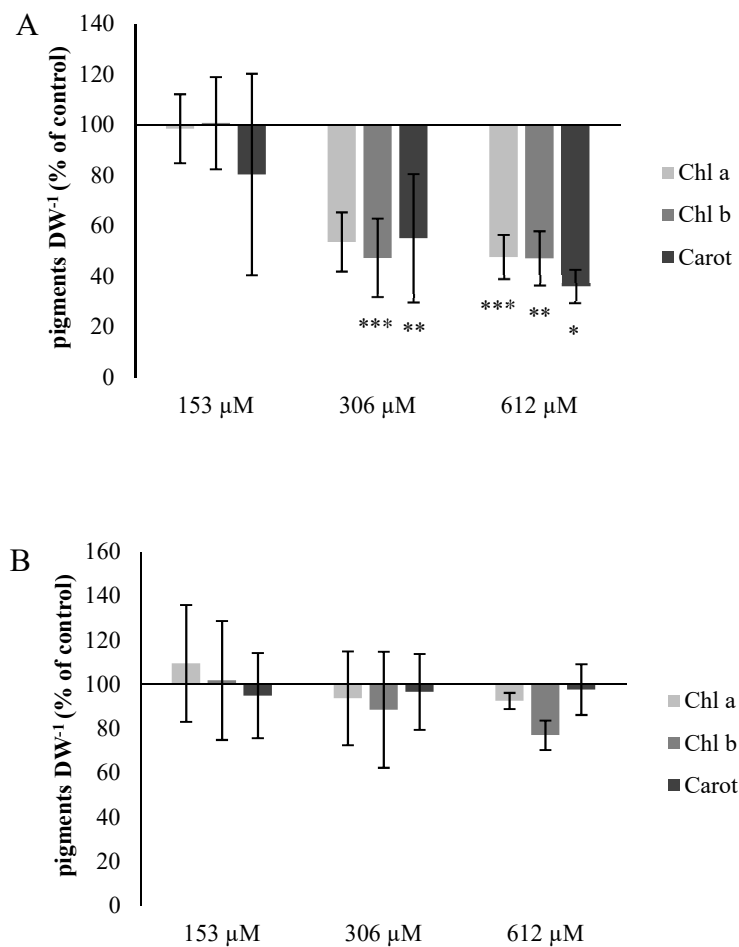 A
pigments DW-1 (% of control)
140
120
100
80
60
40
20
0
*** **
*** ** *
153 µM 306 µM 612 µM
Chl a
Chl b
Carot
B
pigments DW-1 (% of control)
160
140
120
100
80
60
40
20
0
153 µM 306 µM 612 µM
Chl a
Chl b
Carot